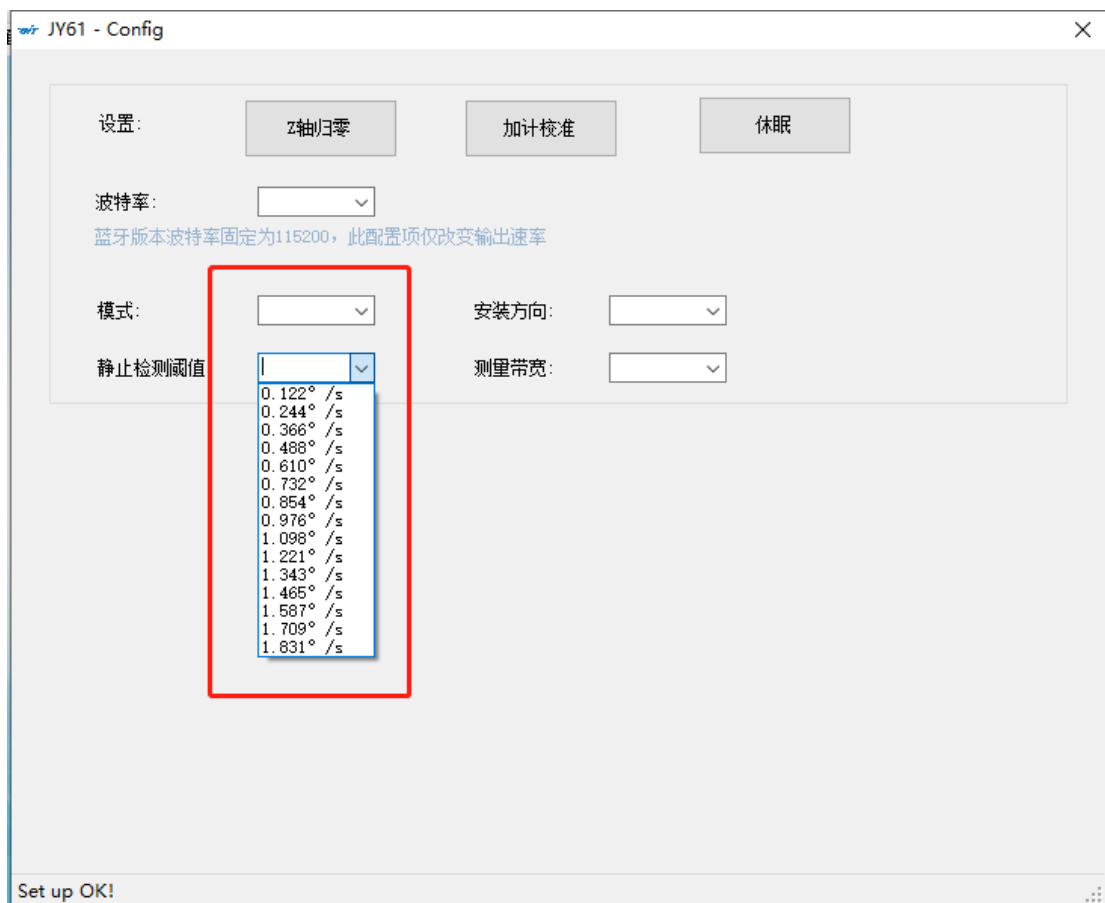 JY61 - Config
设置:
Z轴归零
加计校准
休眠
波特率:
蓝牙版本波特率固定为115200，此配置项仅改变输出速率
模式:
安装方向:
静止检测阈值
测量带宽:
0.122° /s
0.244° /s
0.366° /s
0.488° /s
0.610° /s
0.732° /s
0.854° /s
0.976° /s
1.098° /s
1.221° /s
1.343° /s
1.465° /s
1.587° /s
1.709° /s
1.831° /s
Set up OK!